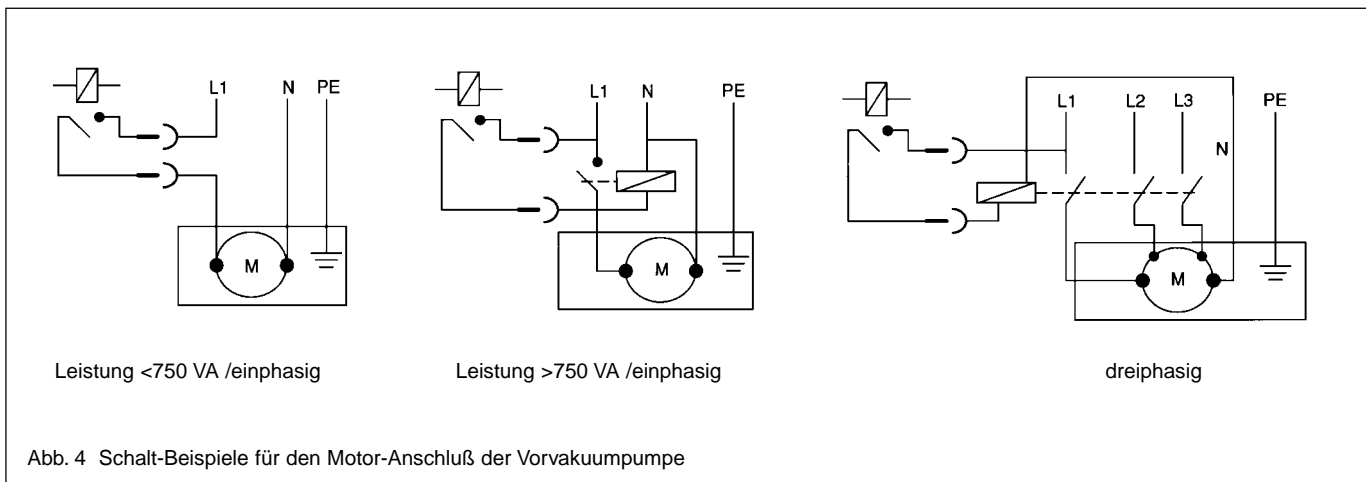 L1 N PE
M
Leistung <750 VA /einphasig
L1 N PE
M
Leistung >750 VA /einphasig
L1 L2 L3 PE
N
M
dreiphasig
Abb. 4 Schalt-Beispiele für den Motor-Anschluß der Vorvakuumpumpe